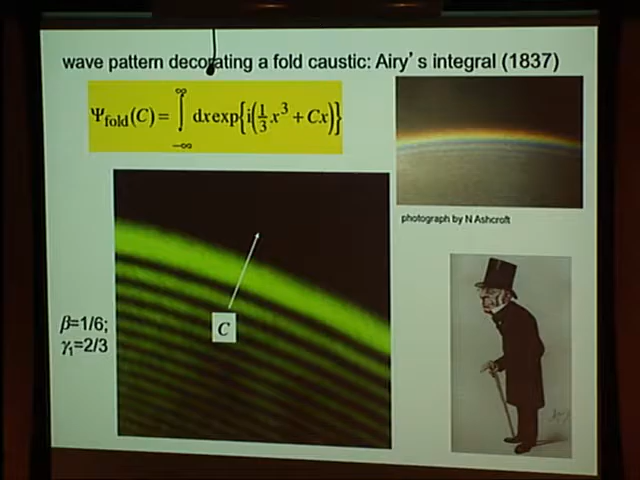 wave pattern decorating a fold caustic: Airy's integral (1837)
Ψfold(C) = ∫_{-∞}^{∞} dx exp{i(1/3 x³ + Cx)}
photograph by N Ashcroft
C
β=1/6;
γ₁=2/3